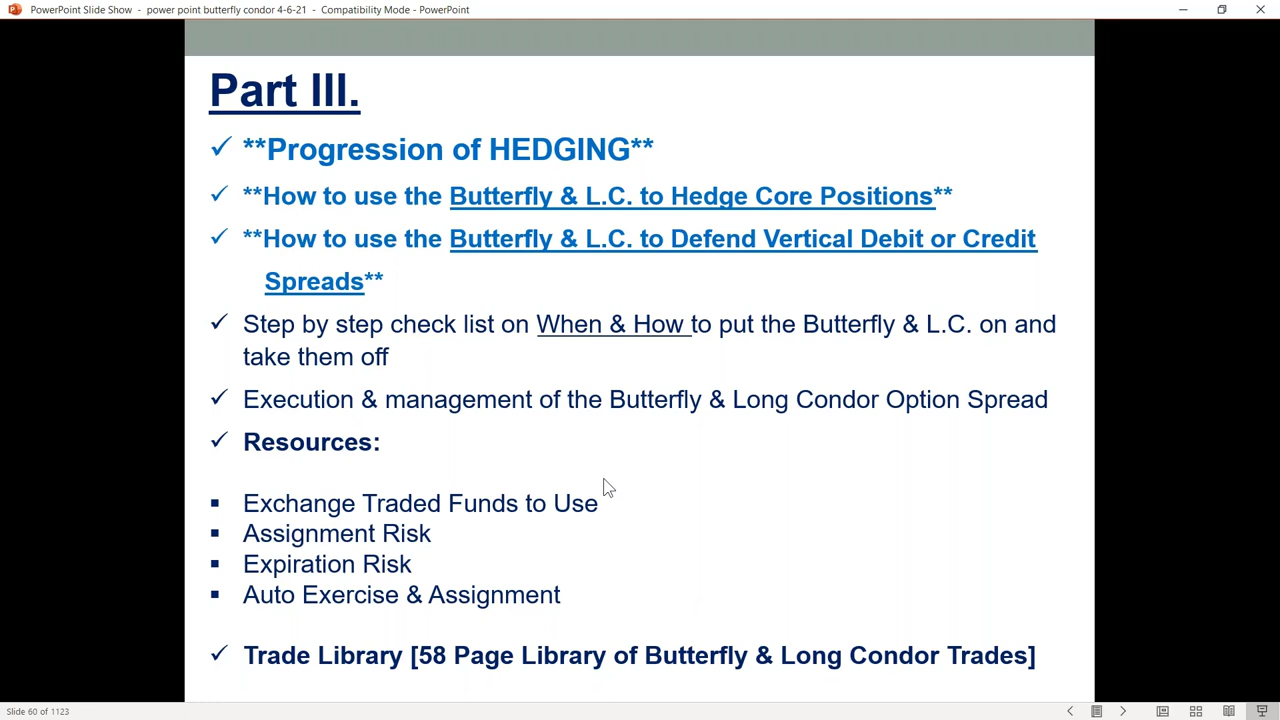 PowerPoint Slide Show - power point butterfly condor 4-6-21 - Compatibility Mode - PowerPoint
Part III.
✓ **Progression of HEDGING**
✓ **How to use the Butterfly & L.C. to Hedge Core Positions**
✓ **How to use the Butterfly & L.C. to Defend Vertical Debit or Credit
Spreads**
✓ Step by step check list on When & How to put the Butterfly & L.C. on and
take them off
✓ Execution & management of the Butterfly & Long Condor Option Spread
✓ Resources:
▪ Exchange Traded Funds to Use
▪ Assignment Risk
▪ Expiration Risk
▪ Auto Exercise & Assignment
✓ Trade Library [58 Page Library of Butterfly & Long Condor Trades]
Slide 60 of 1123